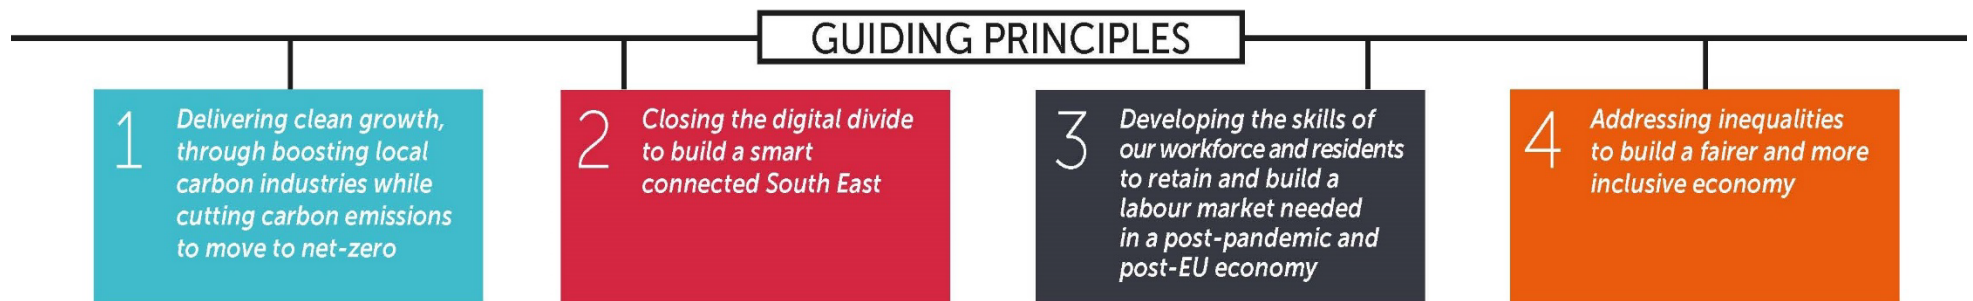 GUIDING PRINCIPLES
1
Delivering clean growth,
through boosting local
carbon industries while
cutting carbon emissions
to move to net-zero
2
Closing the digital divide
to build a smart
connected South East
3
Developing the skills of
our workforce and residents
to retain and build a
labour market needed
in a post-pandemic and
post-EU economy
4
Addressing inequalities
to build a fairer and more
inclusive economy